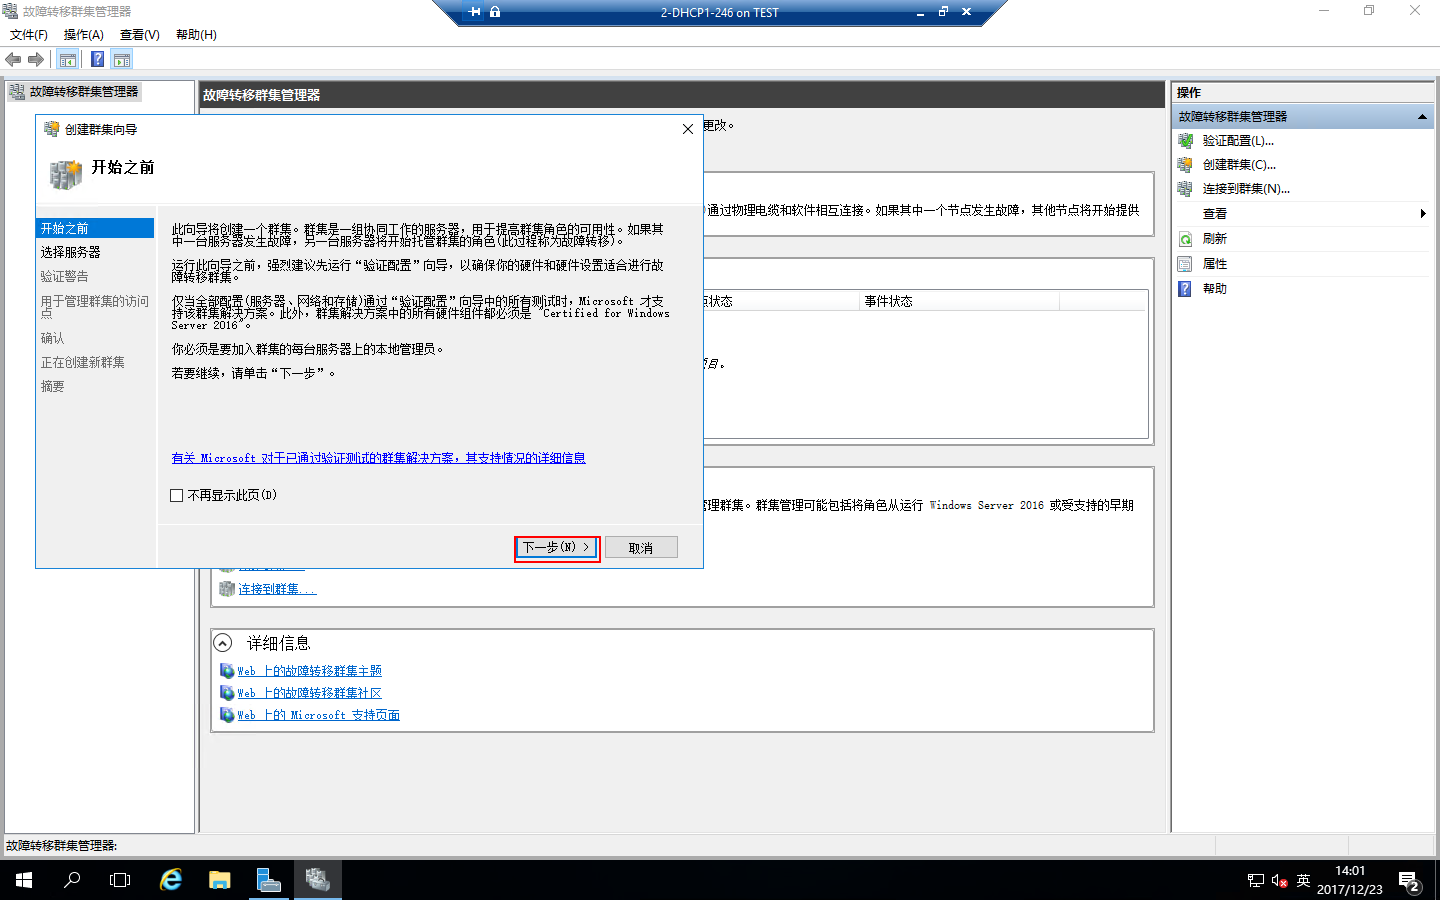 故障转移群集管理器
2-DHCP1-246 on TEST
文件(F) 操作(A) 查看(V) 帮助(H)
故障转移群集管理器
故障转移群集管理器
更改。
通过物理电缆和软件相互连接。如果其中一个节点发生故障，其他节点将开始提供
状态 事件状态
项目。
管理群集。群集管理可能包括将角色从运行 Windows Server 2016 或受支持的早期
创建群集向导
开始之前
开始之前
选择服务器
验证警告
用于管理群集的访问
点
确认
正在创建新群集
摘要
此向导将创建一个群集。群集是一组协同工作的服务器，用于提高群集角色的可用性。如果其
中一台服务器发生故障，另一台服务器将开始托管群集的角色(此过程称为故障转移)。
运行此向导之前，强烈建议先运行“验证配置”向导，以确保你的硬件和硬件设置适合进行故
障转移群集。
仅当全部配置(服务器、网络和存储)通过“验证配置”向导中的所有测试时，Microsoft 才支
持该群集解决方案。此外，群集解决方案中的所有硬件组件都必须是 "Certified for Windows
Server 2016"。
你必须是要加入群集的每台服务器上的本地管理员。
若要继续，请单击“下一步”。
有关 Microsoft 对于已通过验证测试的群集解决方案，其支持情况的详细信息
不再显示此页(D)
下一步(N) > 取消
连接到群集...
详细信息
Web 上的故障转移群集主题
Web 上的故障转移群集社区
Web 上的 Microsoft 支持页面
操作
故障转移群集管理器
验证配置(L)...
创建群集(C)...
连接到群集(N)...
查看
刷新
属性
帮助
故障转移群集管理器:
英
14:01
2017/12/23
2